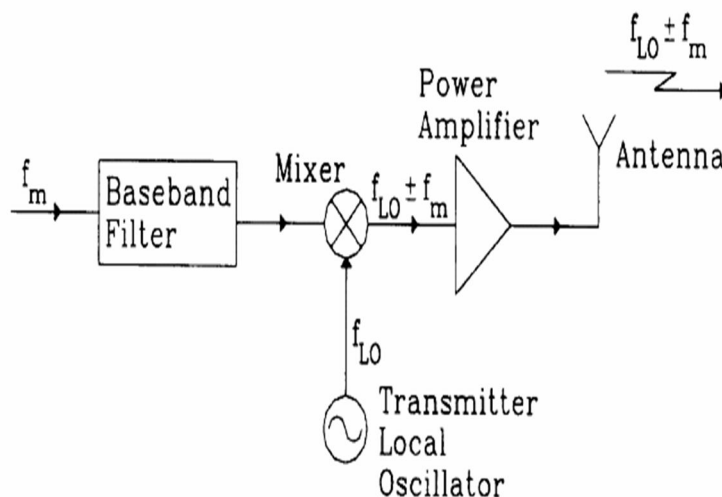 f_LO ± f_m
Power
Amplifier
Antenna
Mixer
f_m
Baseband
Filter
f_LO ± f_m
f_LO
Transmitter
Local
Oscillator